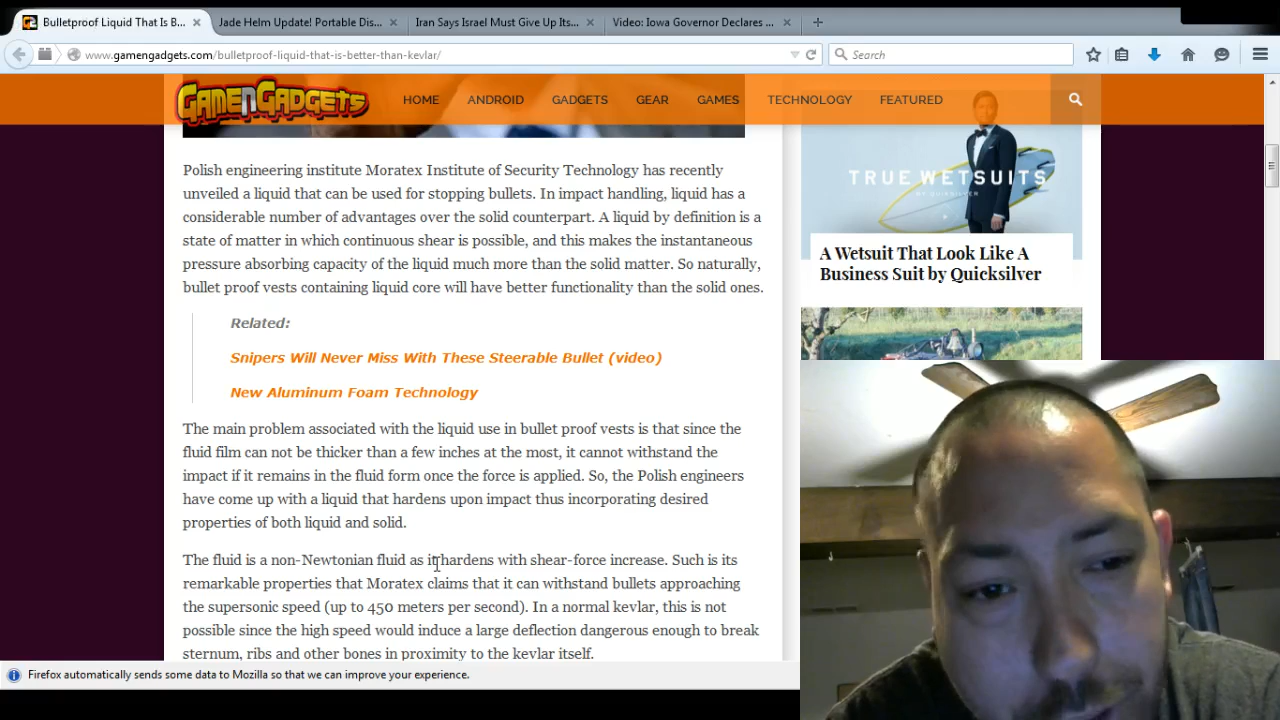 Bulletproof Liquid That Is B...
Jade Helm Update! Portable Dis...
Iran Says Israel Must Give Up Its...
Video: Iowa Governor Declares ...
www.gamengadgets.com/bulletproof-liquid-that-is-better-than-kevlar/
Search
GAMENGADGETS
HOME
ANDROID
GADGETS
GEAR
GAMES
TECHNOLOGY
FEATURED
Polish engineering institute Moratex Institute of Security Technology has recently
unveiled a liquid that can be used for stopping bullets. In impact handling, liquid has a
considerable number of advantages over the solid counterpart. A liquid by definition is a
state of matter in which continuous shear is possible, and this makes the instantaneous
pressure absorbing capacity of the liquid much more than the solid matter. So naturally,
bullet proof vests containing liquid core will have better functionality than the solid ones.
Related:
Snipers Will Never Miss With These Steerable Bullet (video)
New Aluminum Foam Technology
The main problem associated with the liquid use in bullet proof vests is that since the
fluid film can not be thicker than a few inches at the most, it cannot withstand the
impact if it remains in the fluid form once the force is applied. So, the Polish engineers
have come up with a liquid that hardens upon impact thus incorporating desired
properties of both liquid and solid.
The fluid is a non-Newtonian fluid as it hardens with shear-force increase. Such is its
remarkable properties that Moratex claims that it can withstand bullets approaching
the supersonic speed (up to 450 meters per second). In a normal kevlar, this is not
possible since the high speed would induce a large deflection dangerous enough to break
sternum, ribs and other bones in proximity to the kevlar itself.
TRUE WETSUITS
BY QUIKSILVER
A Wetsuit That Look Like A
Business Suit by Quicksilver
Firefox automatically sends some data to Mozilla so that we can improve your experience.